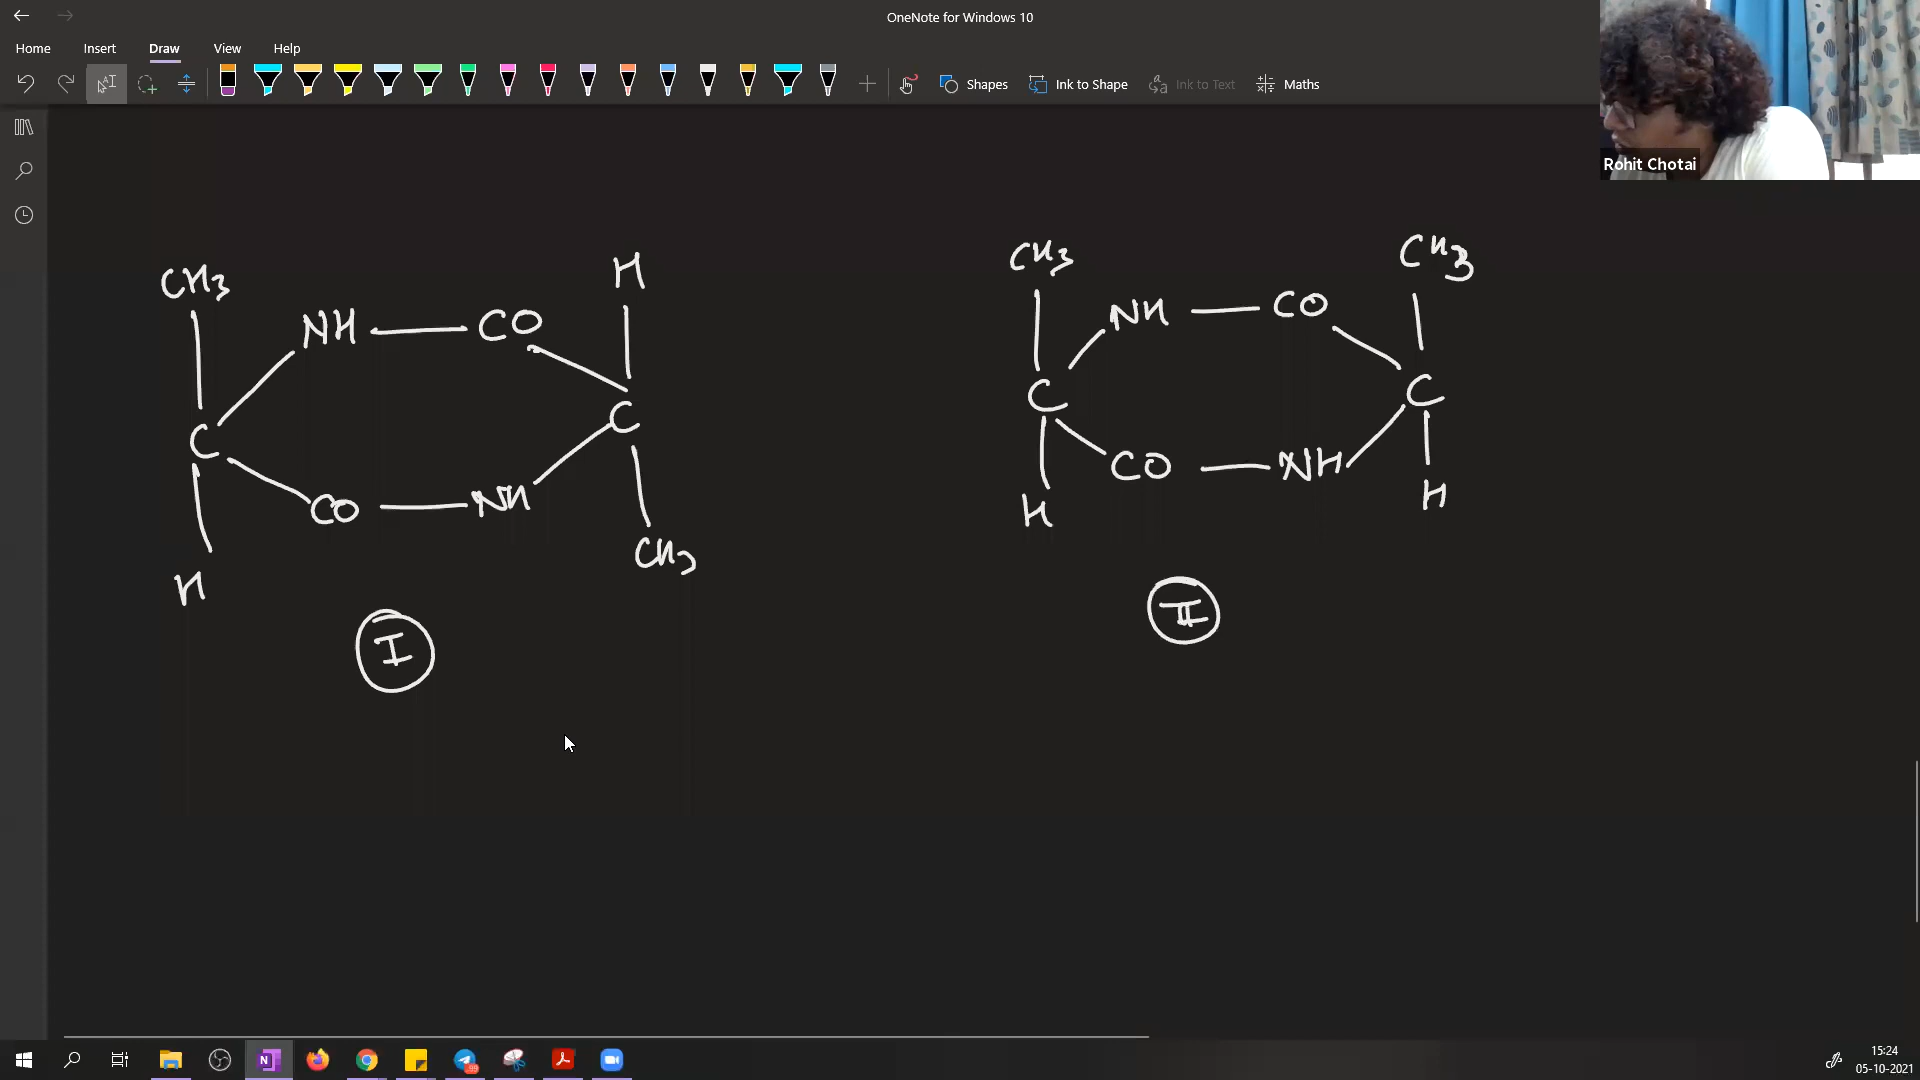 OneNote for Windows 10
Home Insert Draw View Help
Shapes Ink to Shape Ink to Text Maths
Rohit Chotai
CH3 H
NH — CO
C C
CO — NH
H CH3
I
CH3 CH3
NH — CO
C C
CO — NH
H H
II
15:24
05-10-2021